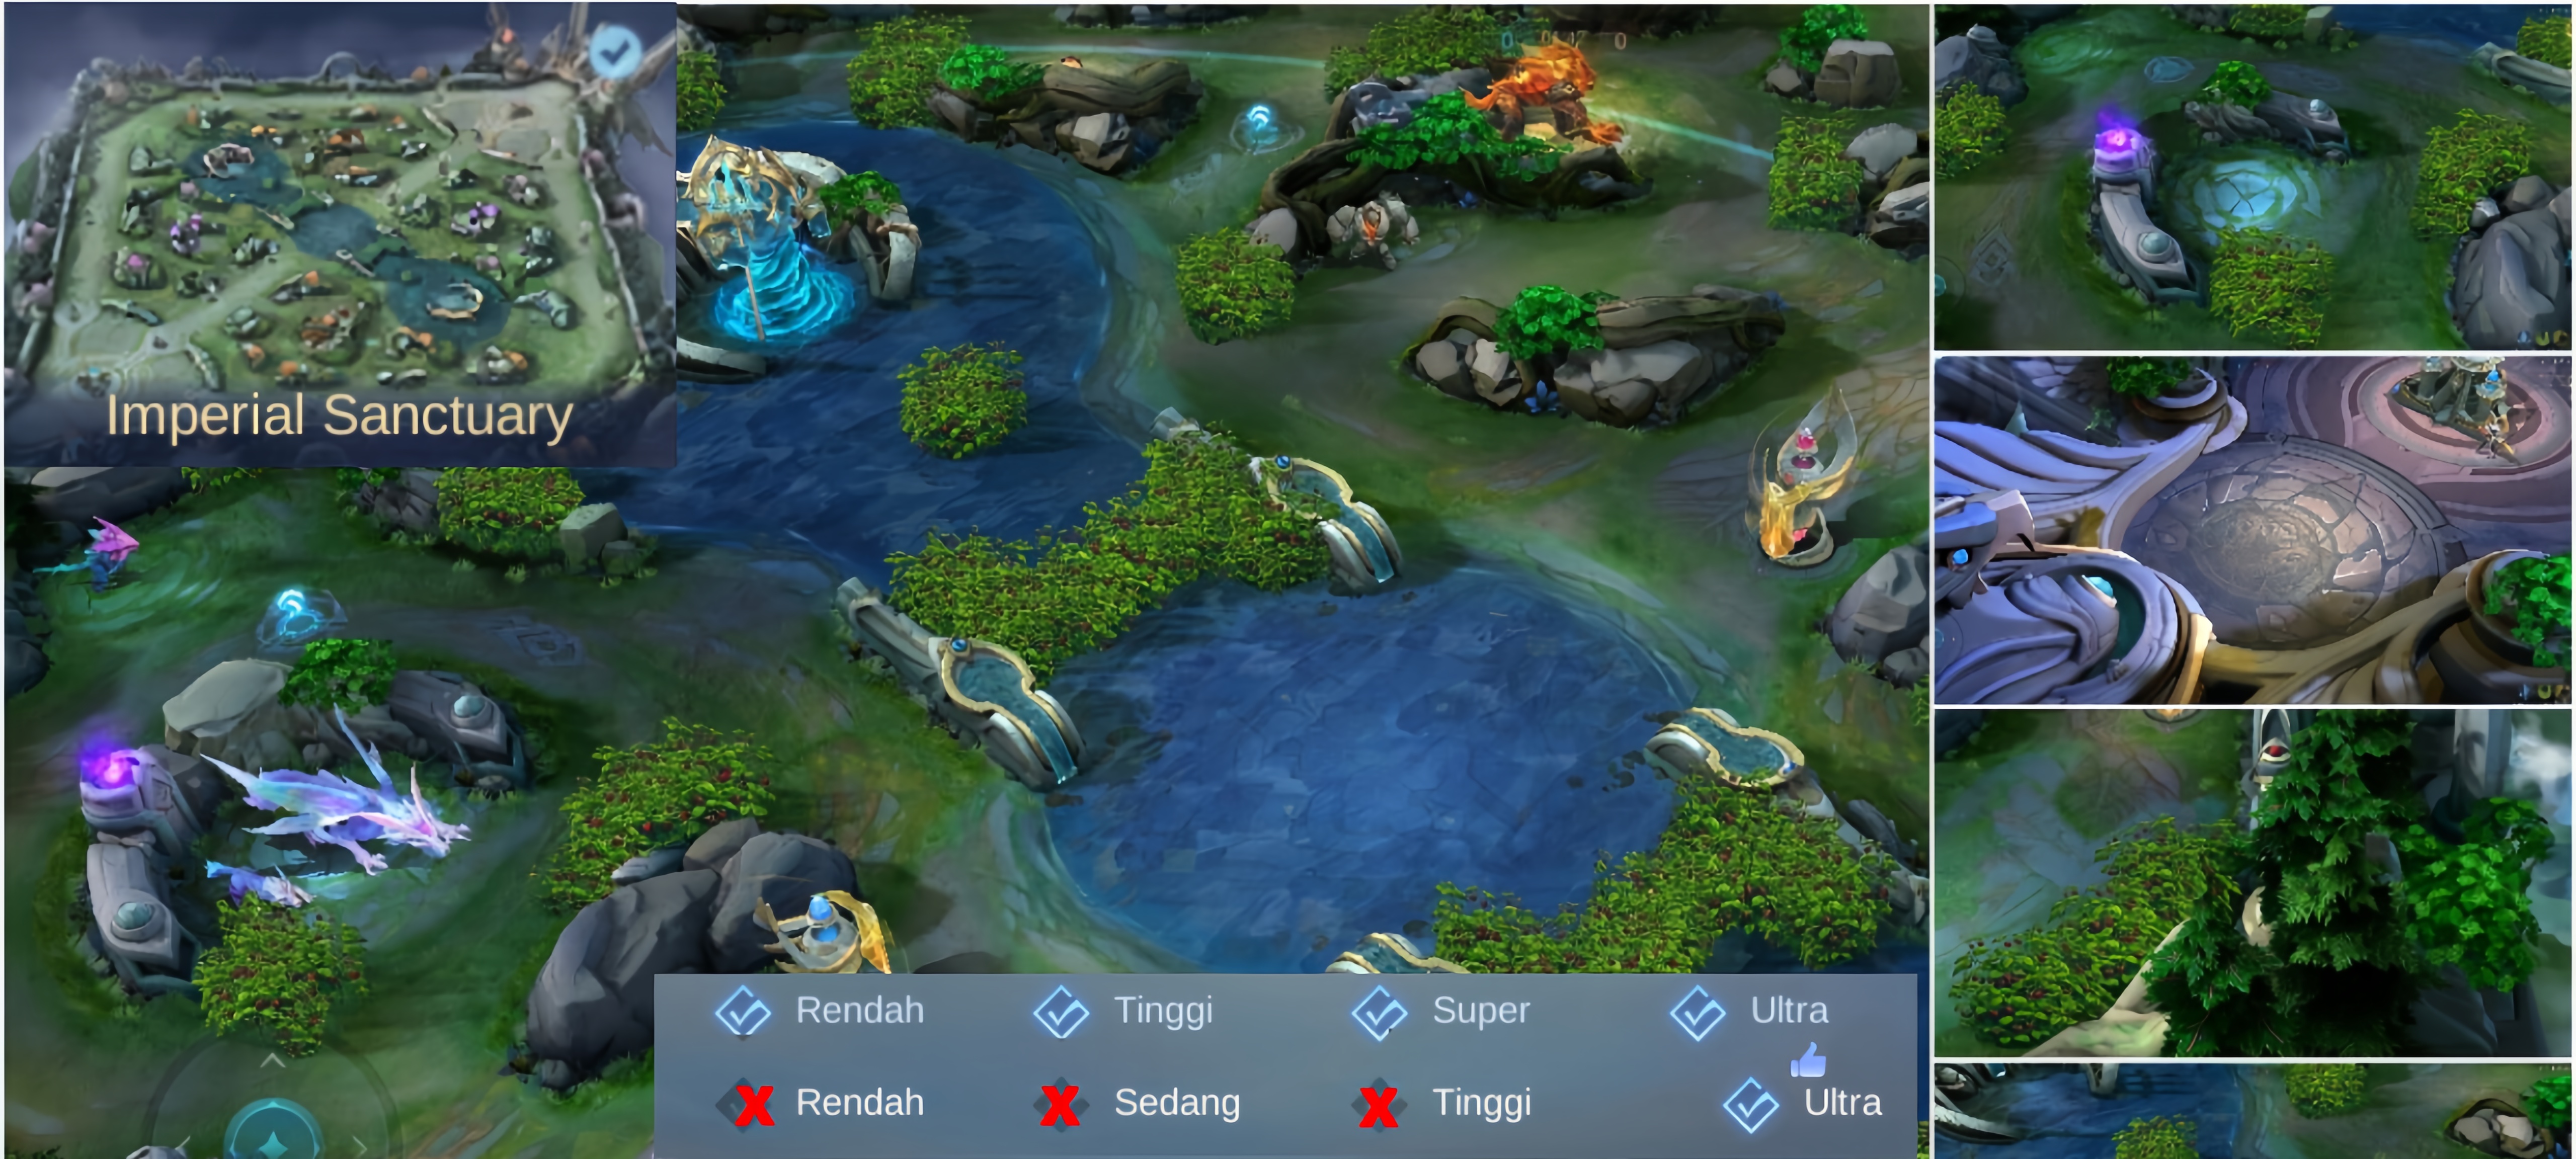 Imperial Sanctuary
Rendah Tinggi Super Ultra
Rendah Sedang Tinggi Ultra